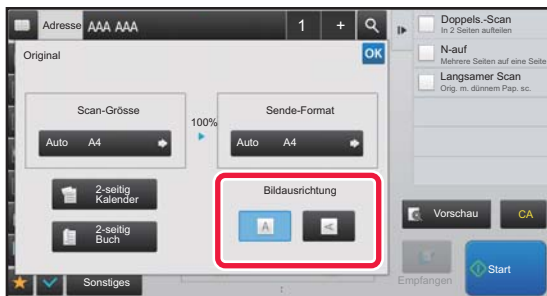 Adresse AAA AAA 1 +
Original
OK
Scan-Grösse
100%
Sende-Format
Auto A4
Auto A4
2-seitig
Kalender
2-seitig
Buch
Bildausrichtung
A
A
Sonstiges
Doppels.-Scan
In 2 Seiten aufteilen
N-auf
Mehrere Seiten auf eine Seite
Langsamer Scan
Orig. m. dünnem Pap. sc.
Vorschau
CA
Empfangen
Start